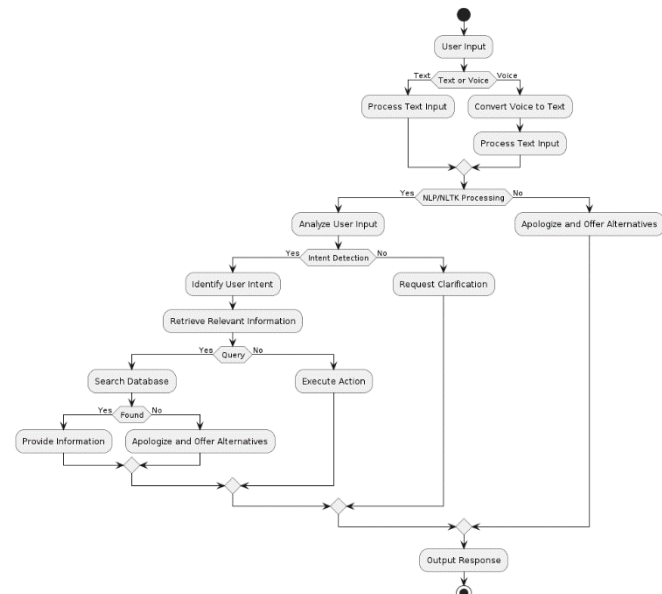 User Input
Text
Text or Voice
Voice
Process Text Input
Convert Voice to Text
Process Text Input
Yes
NLP/NLTK Processing
No
Analyze User Input
Apologize and Offer Alternatives
Yes
Intent Detection
No
Identify User Intent
Request Clarification
Retrieve Relevant Information
Yes
Query
No
Search Database
Execute Action
Yes
Found
No
Provide Information
Apologize and Offer Alternatives
Output Response